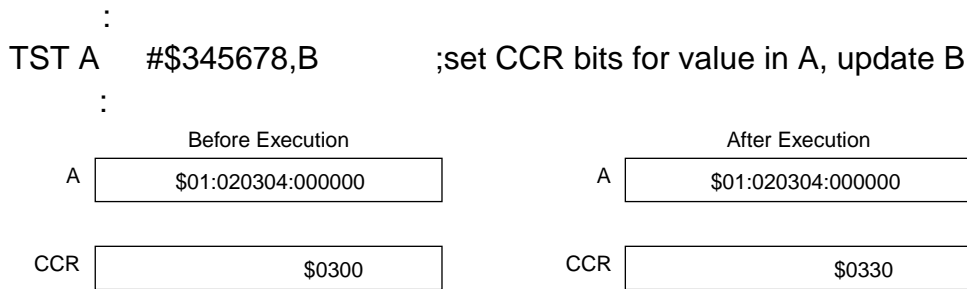 :
TST A #$345678,B ;set CCR bits for value in A, update B
:
Before Execution After Execution
A $01:020304:000000 A $01:020304:000000
CCR $0300 CCR $0330